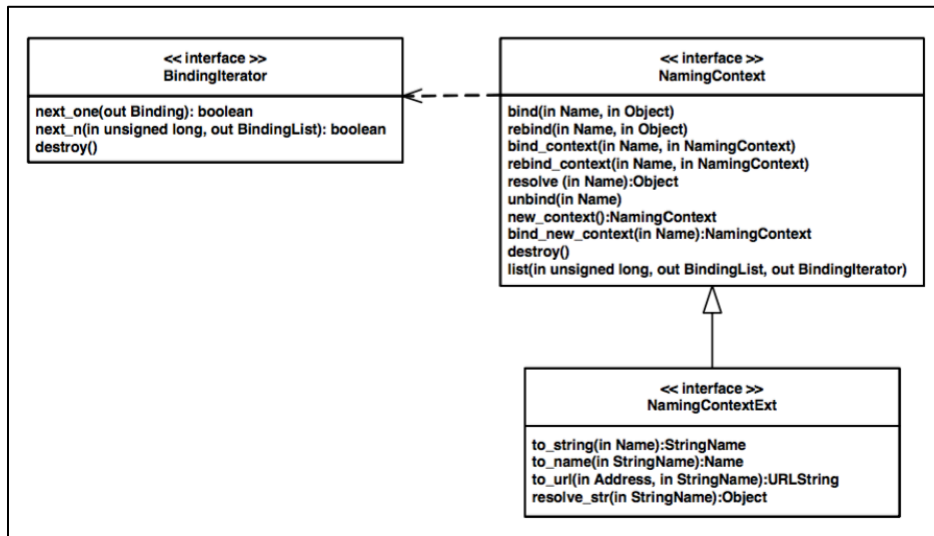 << interface >>
BindingIterator
next_one(out Binding): boolean
next_n(in unsigned long, out BindingList): boolean
destroy()
<< interface >>
NamingContext
bind(in Name, in Object)
rebind(in Name, in Object)
bind_context(in Name, in NamingContext)
rebind_context(in Name, in NamingContext)
resolve (in Name):Object
unbind(in Name)
new_context():NamingContext
bind_new_context(in Name):NamingContext
destroy()
list(in unsigned long, out BindingList, out BindingIterator)
<< interface >>
NamingContextExt
to_string(in Name):StringName
to_name(in StringName):Name
to_url(in Address, in StringName):URLString
resolve_str(in StringName):Object